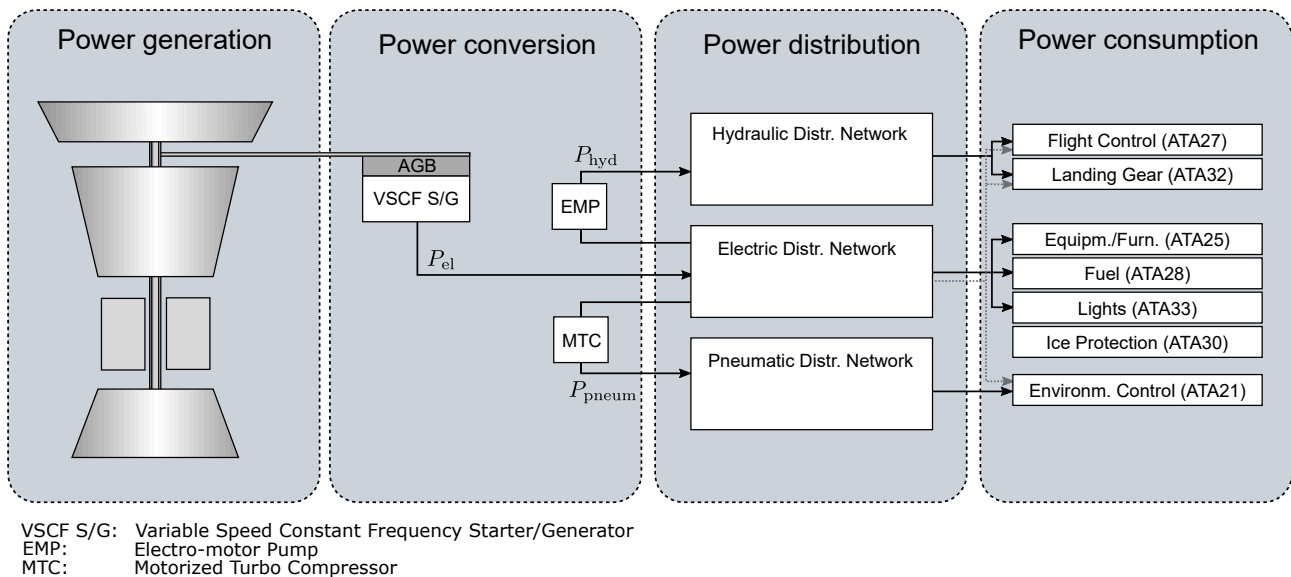 Power generation
Power conversion
Power distribution
Power consumption
AGB
VSCF S/G
P_el
P_hyd
EMP
MTC
P_pneum
Hydraulic Distr. Network
Electric Distr. Network
Pneumatic Distr. Network
Flight Control (ATA27)
Landing Gear (ATA32)
Equipm./Furn. (ATA25)
Fuel (ATA28)
Lights (ATA33)
Ice Protection (ATA30)
Environm. Control (ATA21)
VSCF S/G: Variable Speed Constant Frequency Starter/Generator
EMP: Electro-motor Pump
MTC: Motorized Turbo Compressor